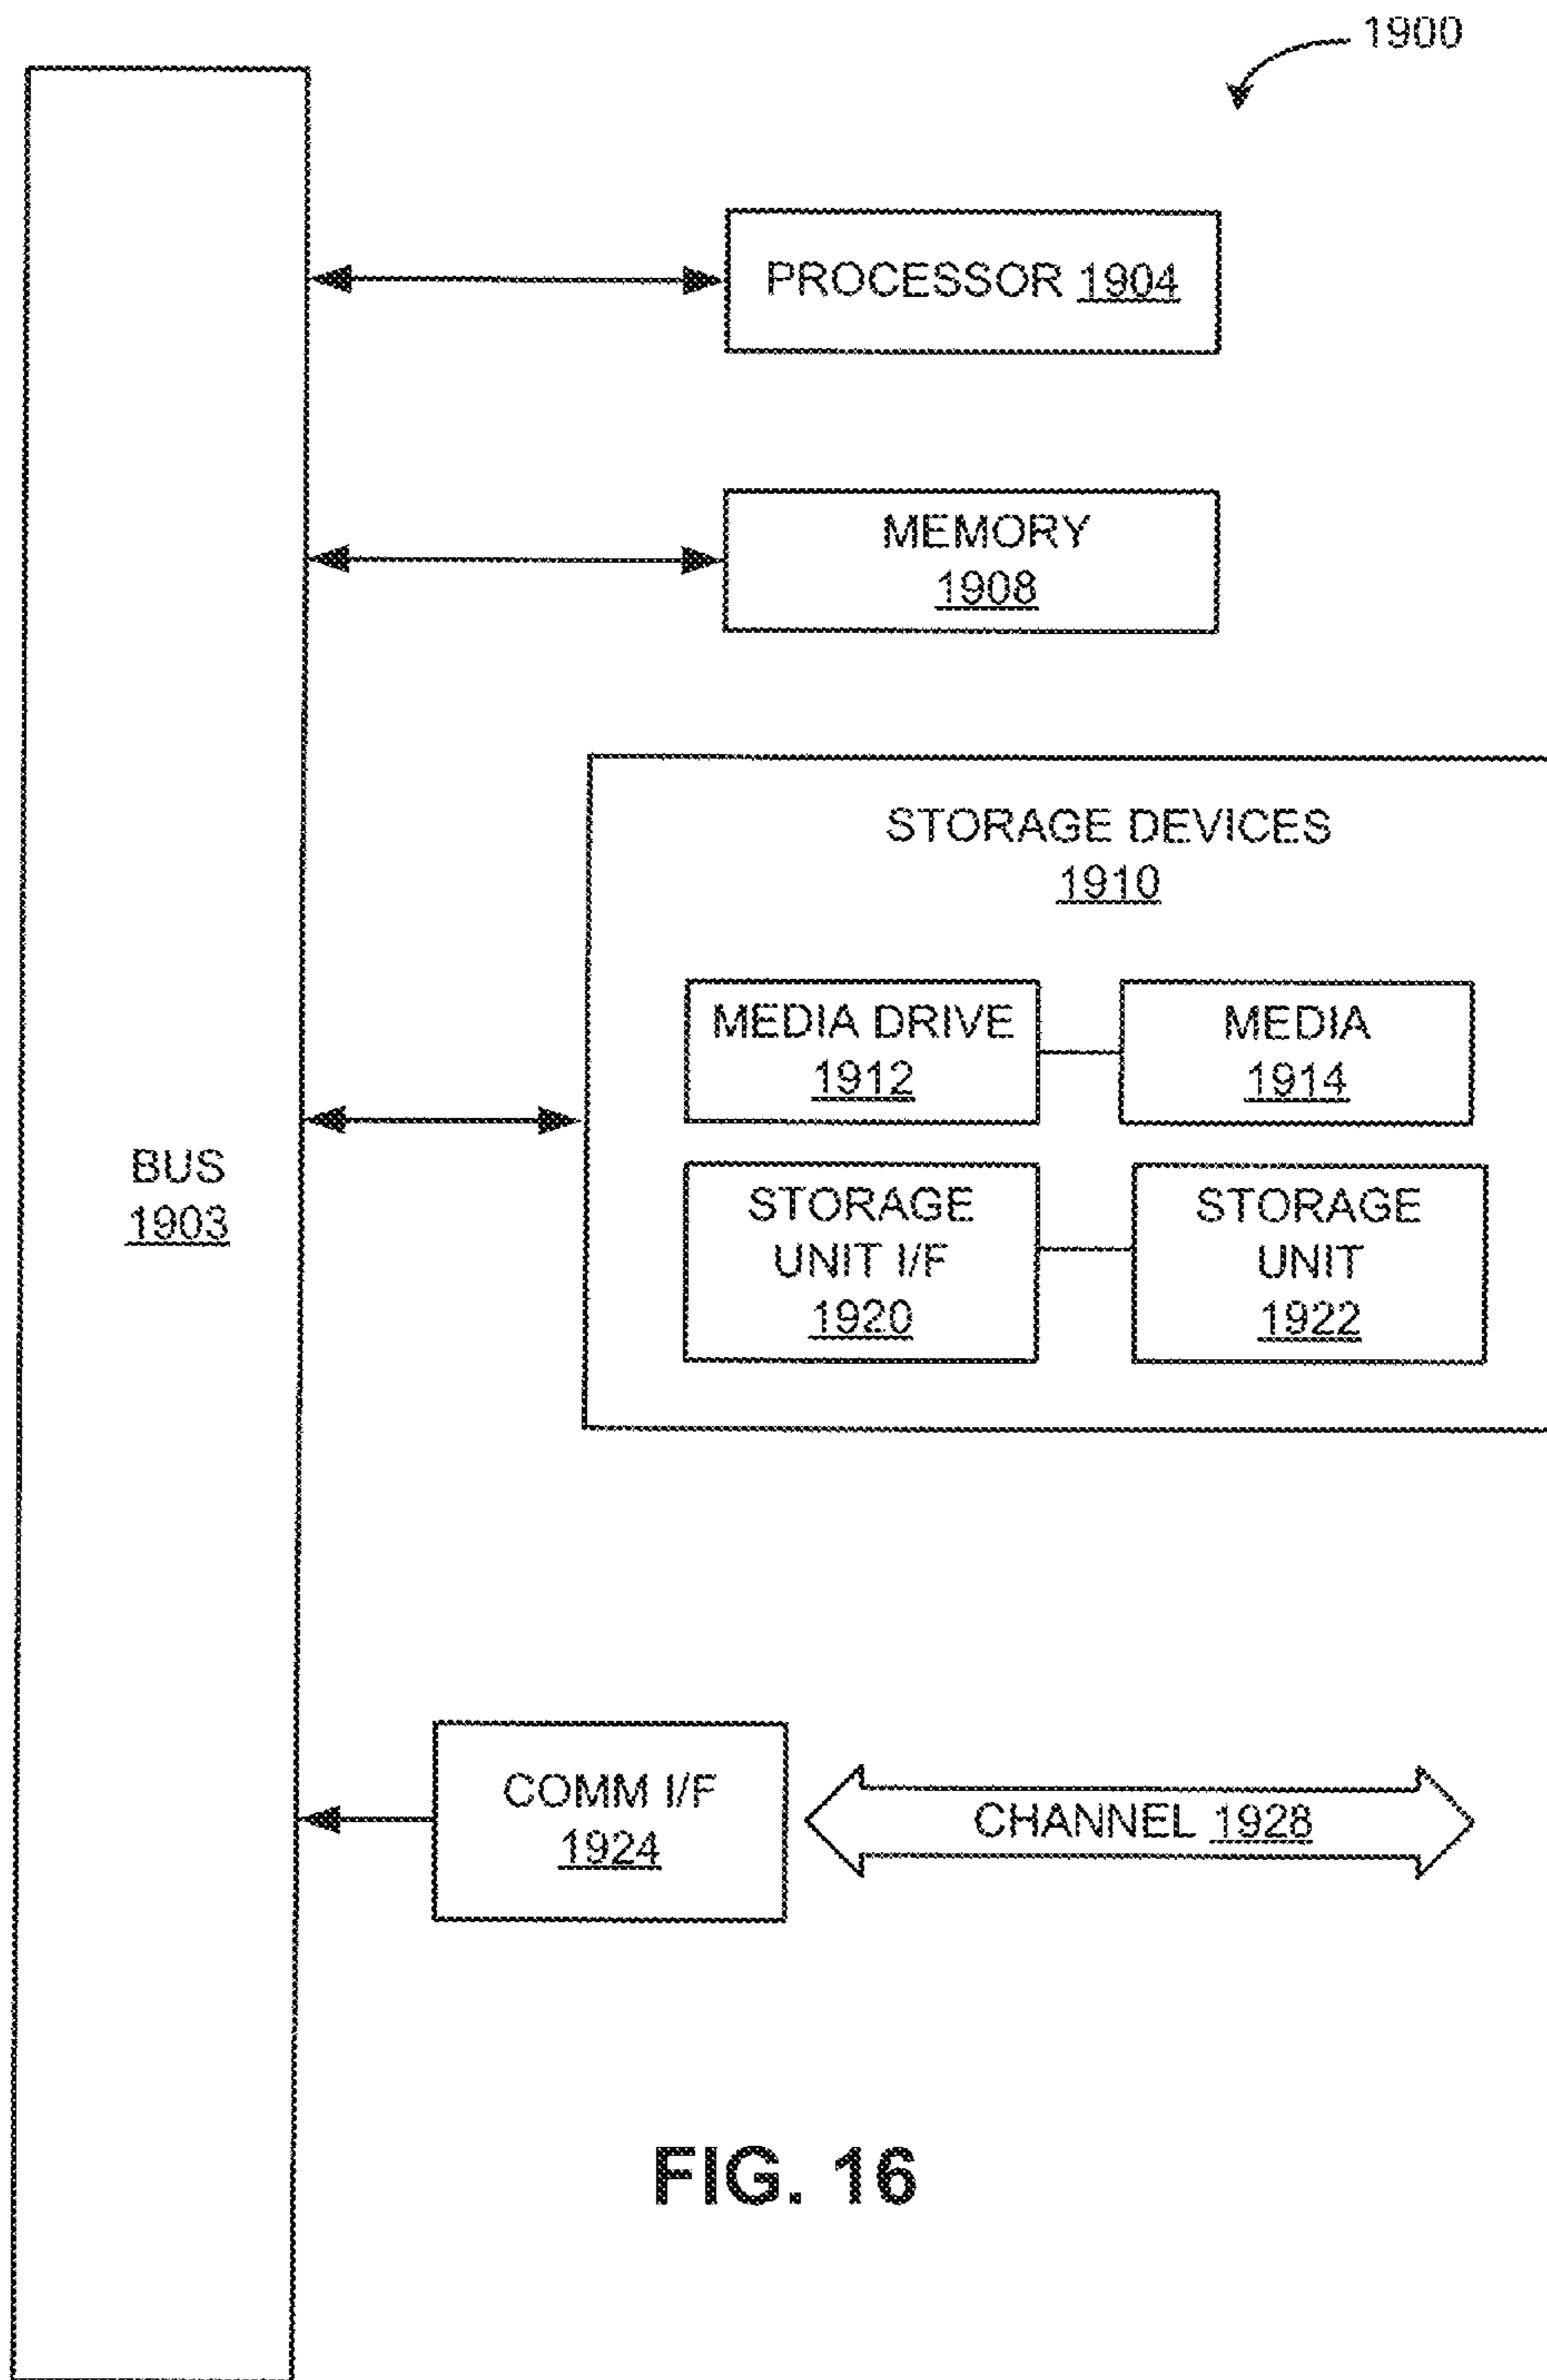 1900
PROCESSOR 1904
MEMORY
1908
STORAGE DEVICES
1910
MEDIA DRIVE
1912
MEDIA
1914
BUS
1903
STORAGE
UNIT I/F
1920
STORAGE
UNIT
1922
COMM I/F
1924
CHANNEL 1928
FIG. 16